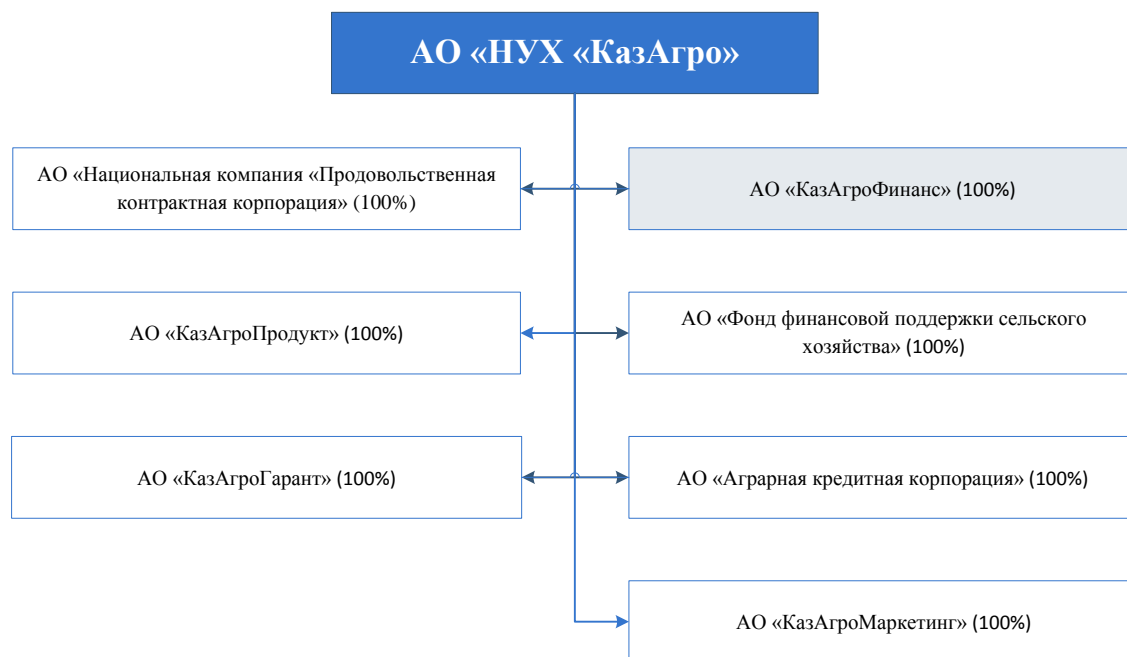 АО «НУХ «КазАгро»
АО «Национальная компания «Продовольственная
контрактная корпорация» (100%)
АО «КазАгроФинанс» (100%)
АО «КазАгроПродукт» (100%)
АО «Фонд финансовой поддержки сельского
хозяйства» (100%)
АО «КазАгроГарант» (100%)
АО «Аграрная кредитная корпорация» (100%)
АО «КазАгроМаркетинг» (100%)